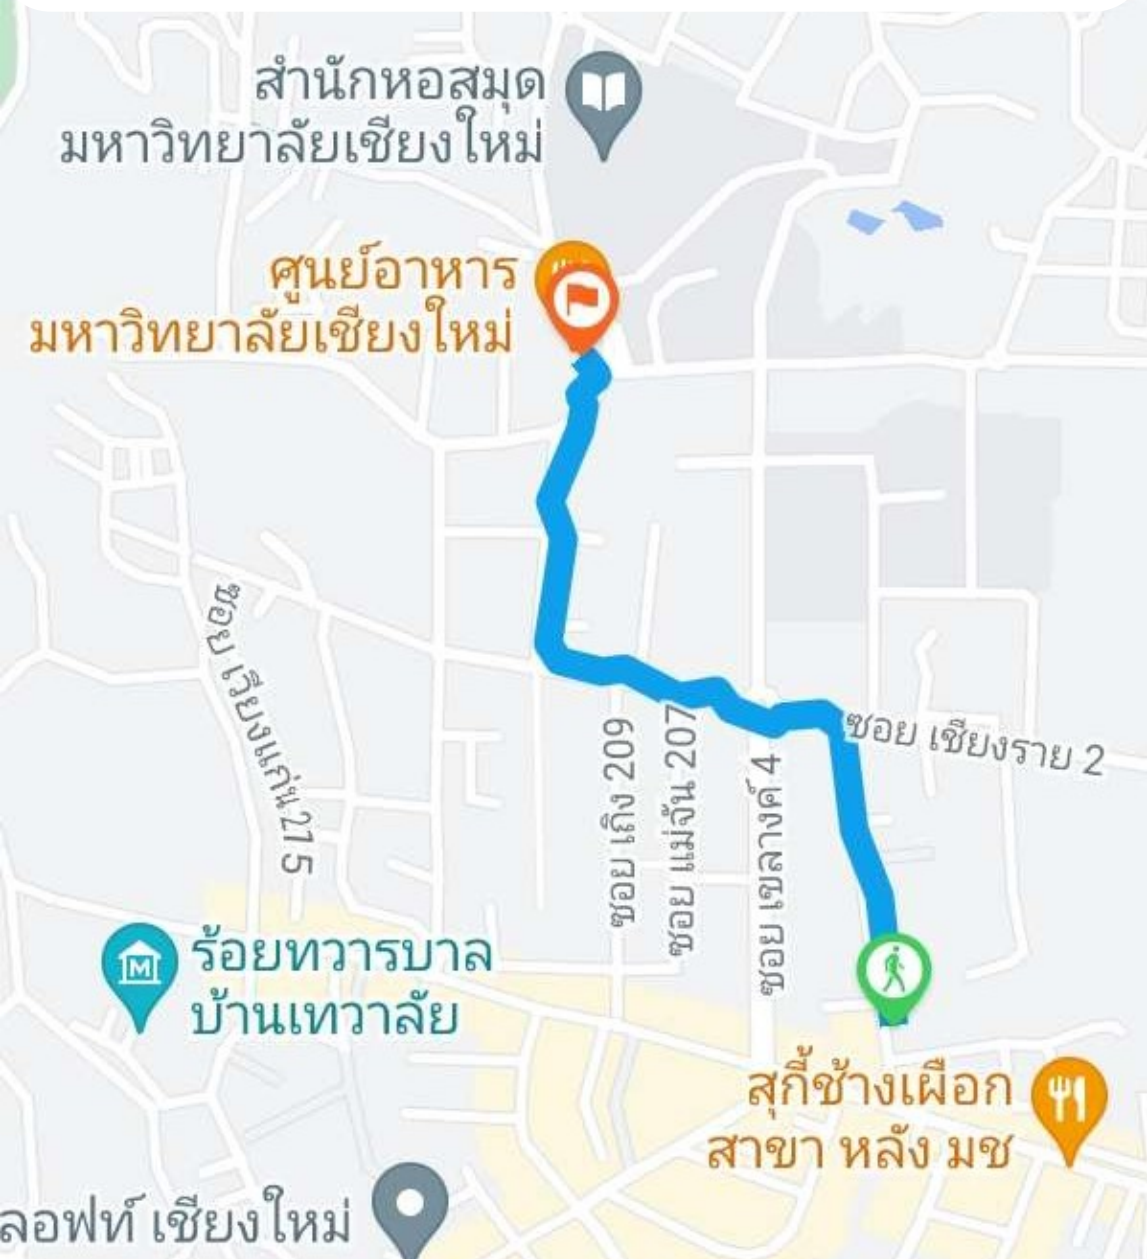 สำนักหอสมุด
มหาวิทยาลัยเชียงใหม่
ศูนย์อาหาร
มหาวิทยาลัยเชียงใหม่
ซอย เวียงแก่น 27 5
ซอย เชียงราย 2
ซอย เถิง 209
ซอย แม่จัน 207
ซอย เขลางค์ 4
ร้อยทวารบาล
บ้านเทวาลัย
M
สุกี้ช้างเผือก
สาขา หลัง มช
ลอฟท์ เชียงใหม่